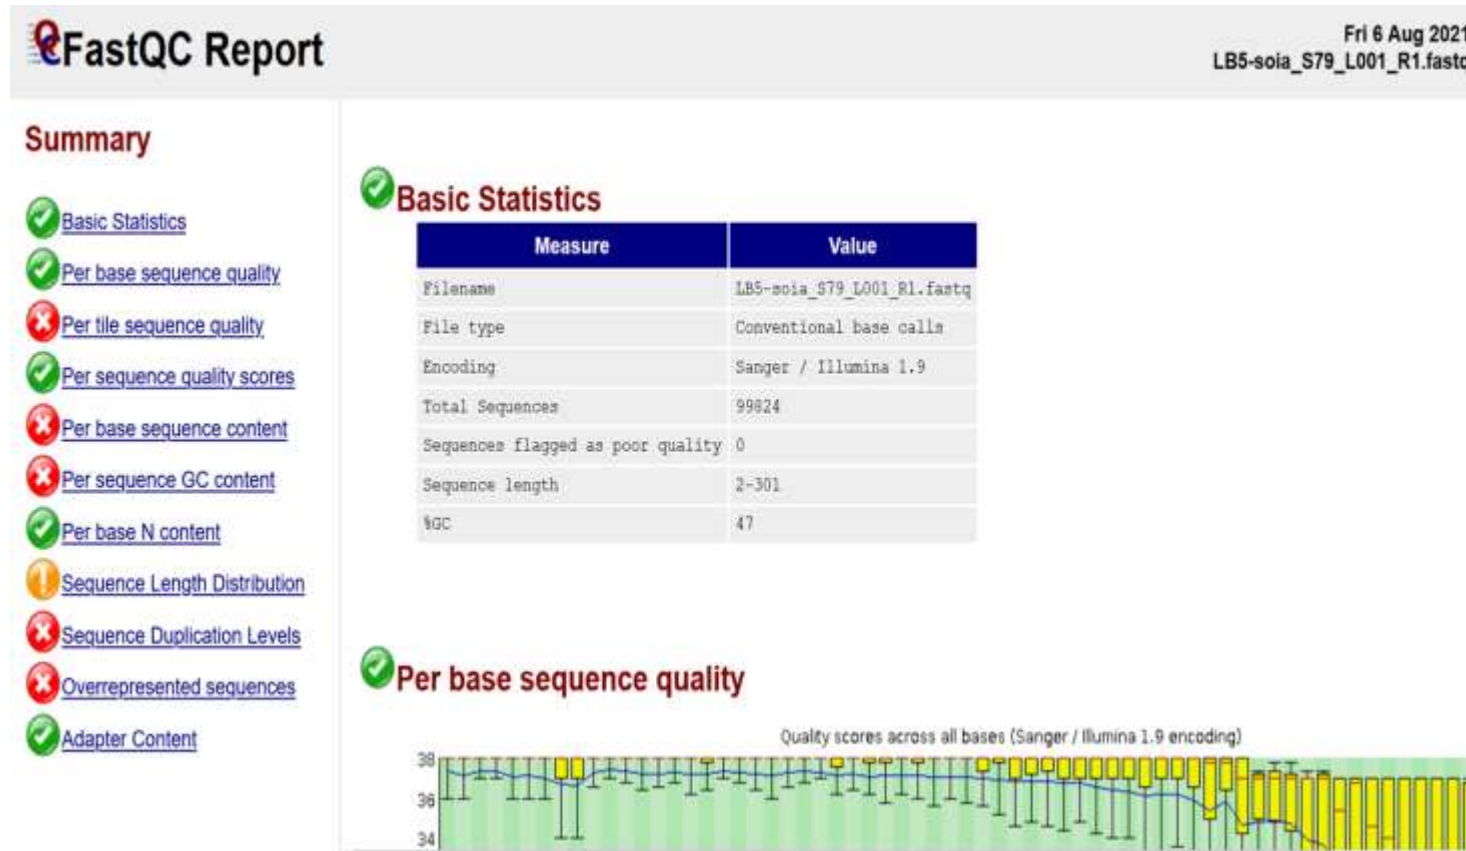 FastQC Report
Fri 6 Aug 2021
LB5-soia_S79_L001_R1.fastq
Summary
Basic Statistics
Per base sequence quality
Per tile sequence quality
Per sequence quality scores
Per base sequence content
Per sequence GC content
Per base N content
Sequence Length Distribution
Sequence Duplication Levels
Overrepresented sequences
Adapter Content
Basic Statistics
Measure Value
Filename LB5-soia_S79_L001_R1.fastq
File type Conventional base calls
Encoding Sanger / Illumina 1.9
Total Sequences 99824
Sequences flagged as poor quality 0
Sequence length 2-301
%GC 47
Per base sequence quality
Quality scores across all bases (Sanger / Illumina 1.9 encoding)
38
36
34